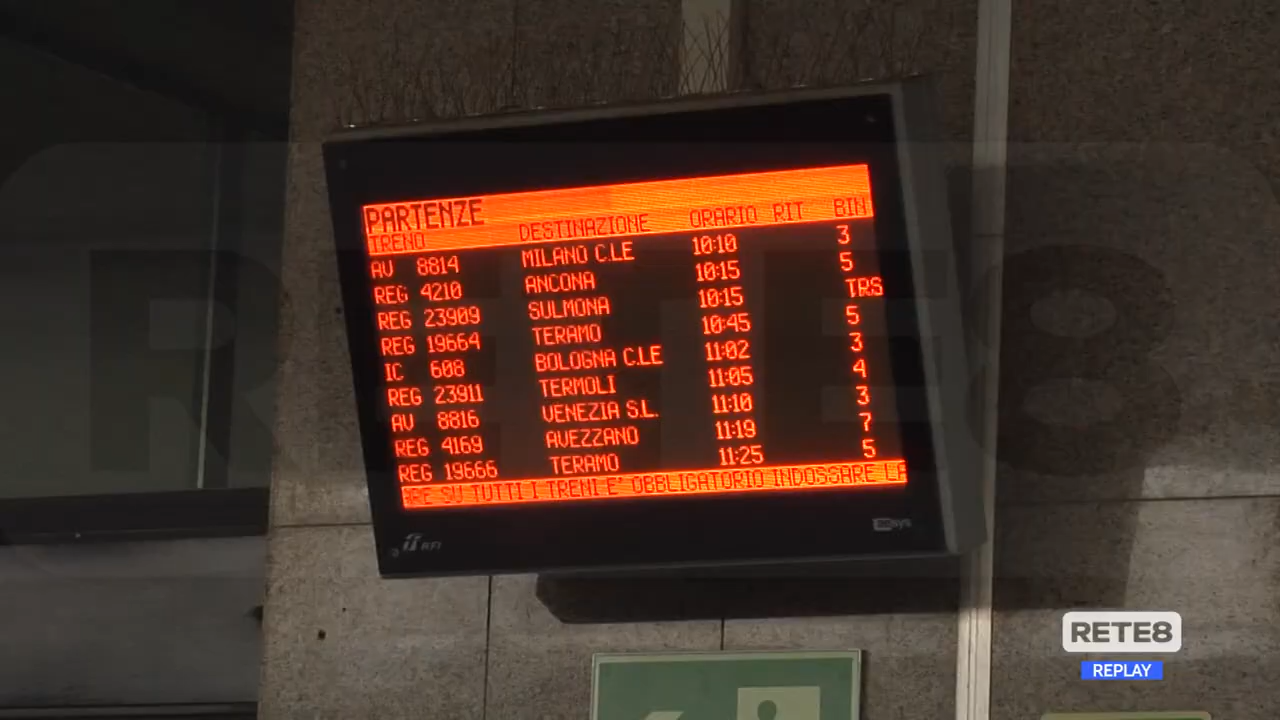 PARTENZE
TRENO DESTINAZIONE ORARIO RIT BIN
AV 8814 MILANO C.LE 10:10 3
REG 4210 ANCONA 10:15 5
REG 23909 SULMONA 10:15 TRS
REG 19664 TERAMO 10:45 5
IC 608 BOLOGNA C.LE 11:02 3
REG 23911 TERMOLI 11:05 4
AV 8816 VENEZIA S.L. 11:10 3
REG 4169 AVEZZANO 11:19 7
REG 19666 TERAMO 11:25 5
ARE SU TUTTI I TRENI E' OBBLIGATORIO INDOSSARE LA
RFI
RETE8
RETE8
REPLAY